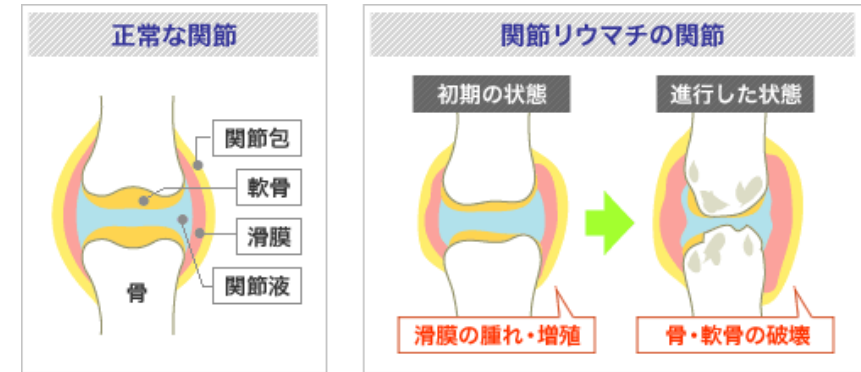 正常な関節
関節包
軟骨
滑膜
関節液
骨
関節リウマチの関節
初期の状態
進行した状態
滑膜の腫れ・増殖
骨・軟骨の破壊